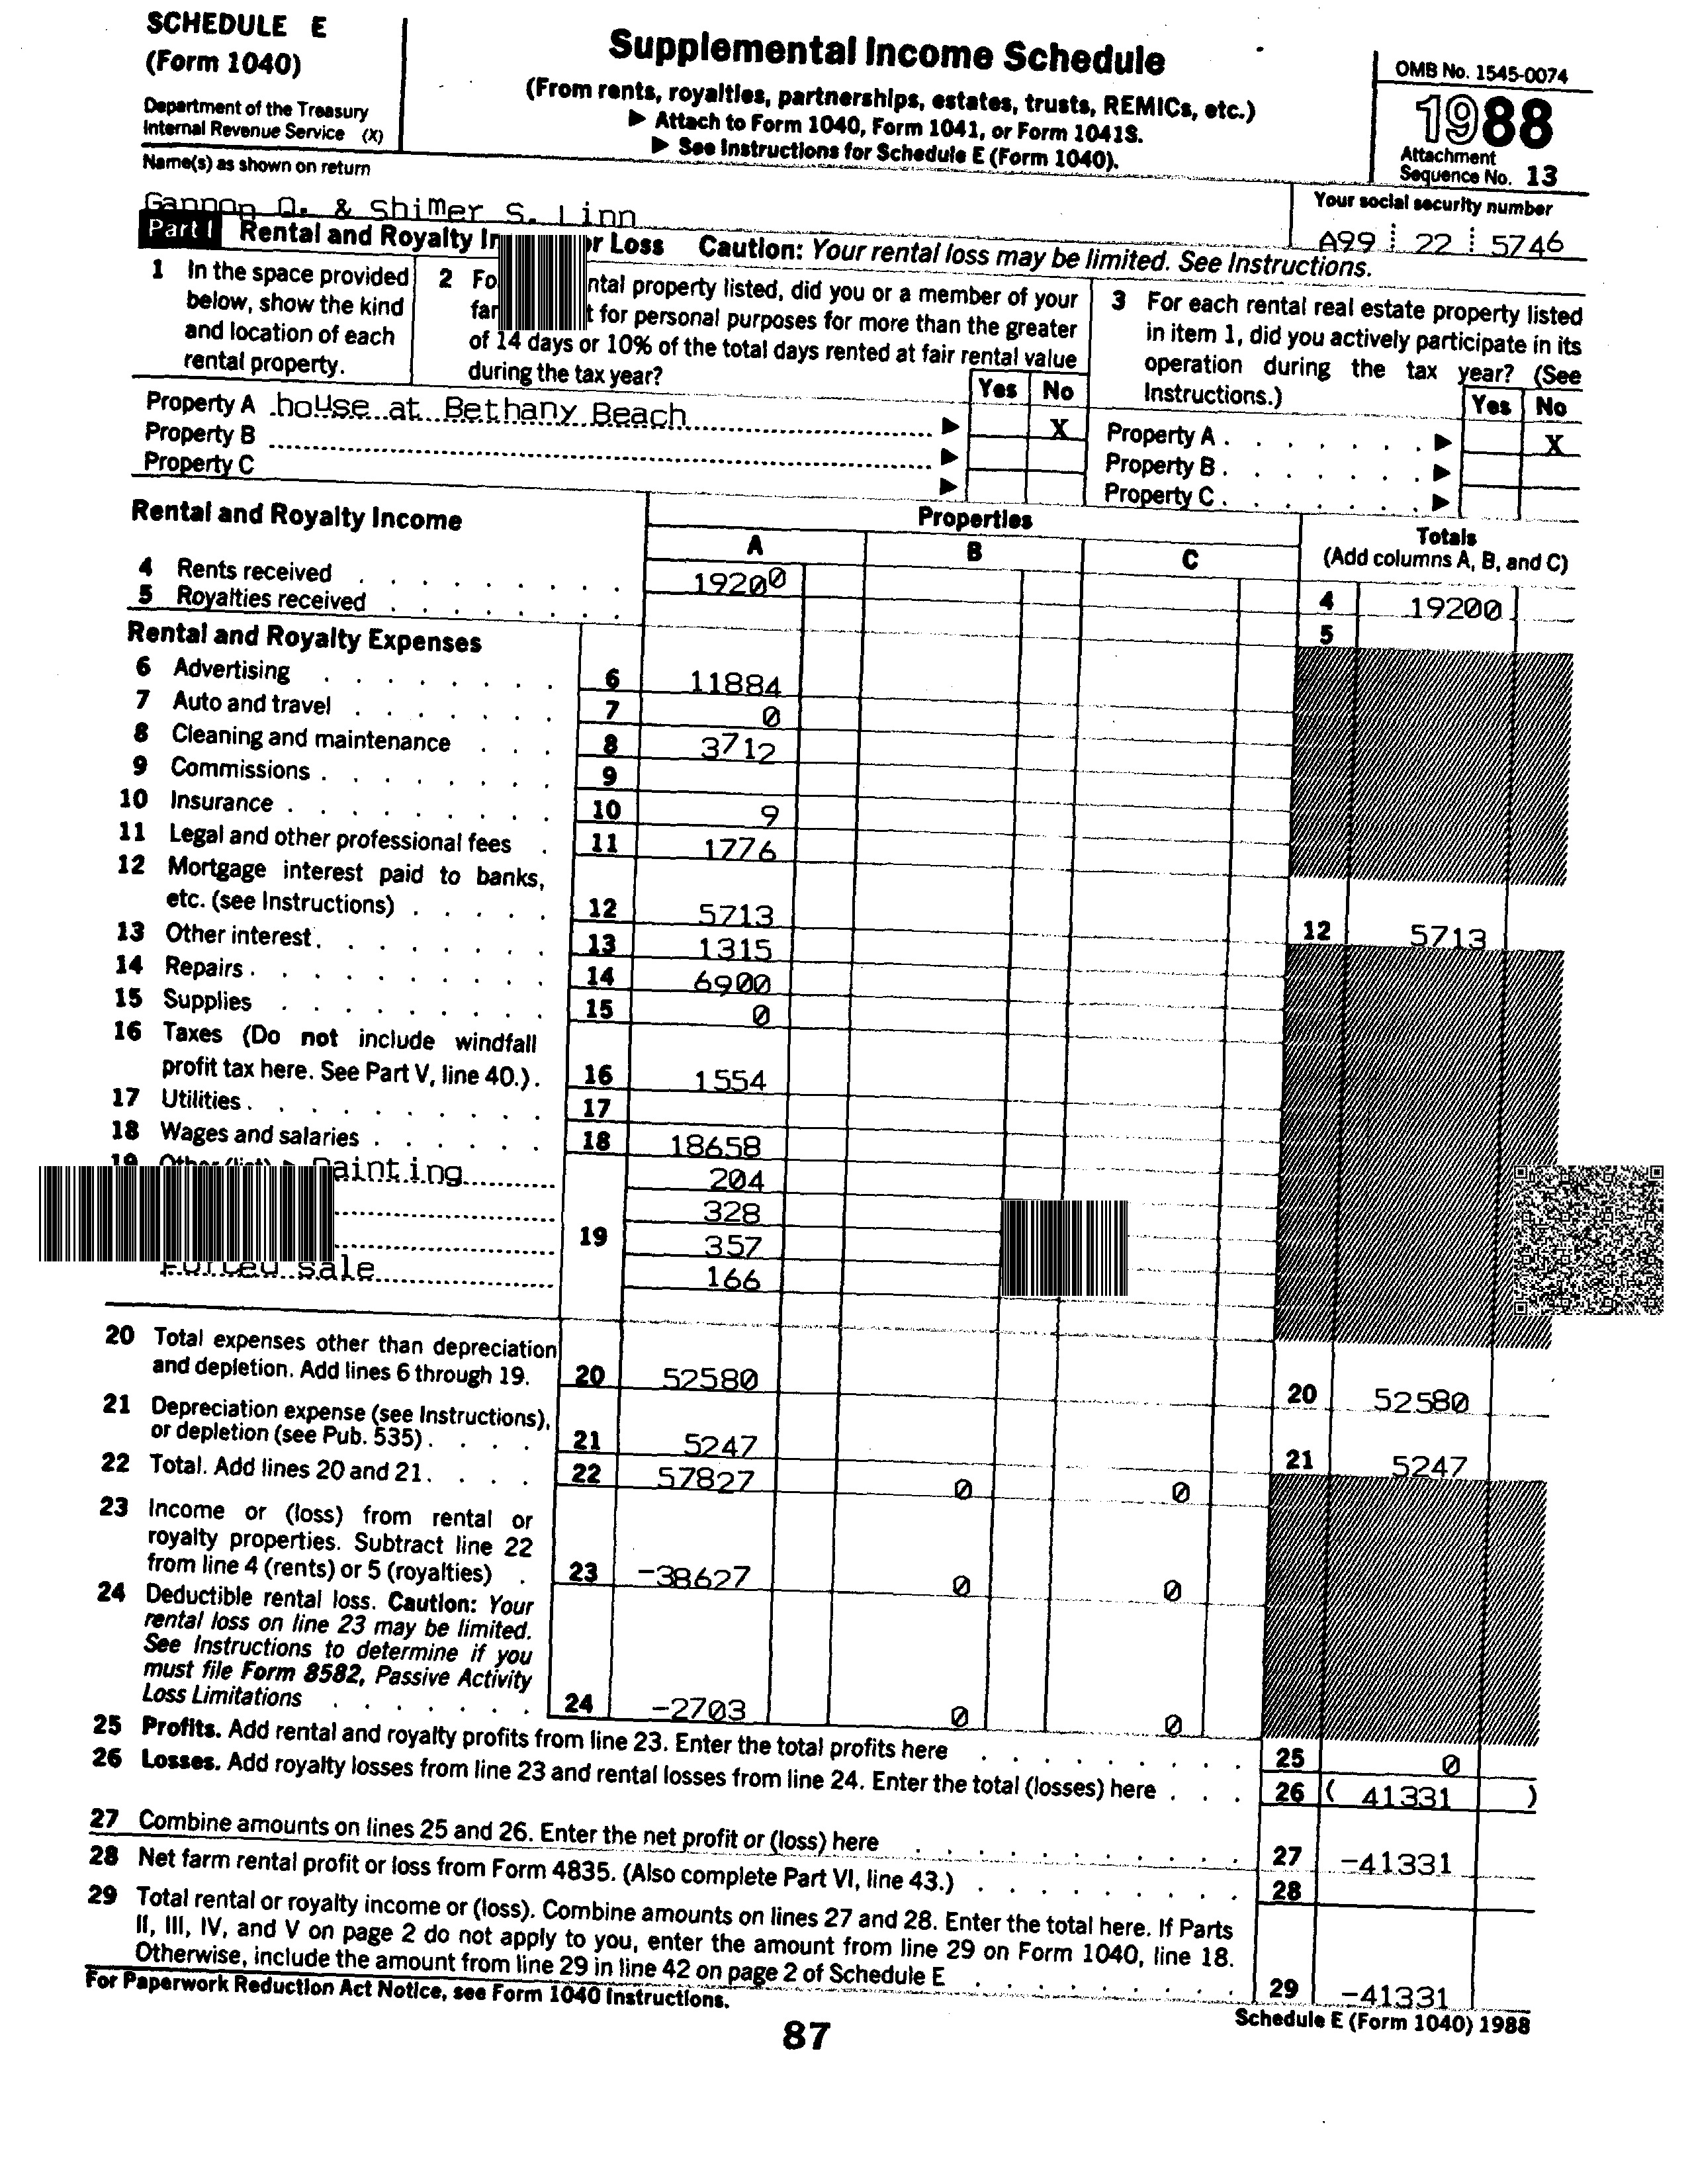 SCHEDULE E
(Form 1040)
Department of the Treasury
Internal Revenue Service (X)
Supplemental Income Schedule
(From rents, royalties, partnerships, estates, trusts, REMICs, etc.)
▶ Attach to Form 1040, Form 1041, or Form 1041S.
▶ See Instructions for Schedule E (Form 1040).
OMB No. 1545-0074
1988
Attachment
Sequence No. 13
Name(s) as shown on return
Your social security number
Gannon O. & Shimer S. Linn
A99 22 5746
Part I Rental and Royalty or Loss Caution: Your rental loss may be limited. See Instructions.
1 In the space provided
below, show the kind
and location of each
rental property.
2 property listed, did you or a member of your
for personal purposes for more than the greater
of 14 days or 10% of the total days rented at fair rental value
during the tax year?
Yes No
3 For each rental real estate property listed
in item 1, did you actively participate in its
operation during the tax year? (See
Instructions.)
Yes No
Property A house at Bethany Beach ▶ X
Property B ▶
Property C ▶
Property A . . . . . . . ▶ X
Property B . . . . . . . ▶
Property C . . . . . . . ▶
Rental and Royalty Income
Properties
A B C
Totals
(Add columns A, B, and C)
4 Rents received 19200 4 19200
5 Royalties received 5
Rental and Royalty Expenses
6 Advertising 6 11884
7 Auto and travel 7 0
8 Cleaning and maintenance 8 3712
9 Commissions 9
10 Insurance 10 9
11 Legal and other professional fees 11 1776
12 Mortgage interest paid to banks,
etc. (see Instructions) 12 5713 12 5713
13 Other interest 13 1315
14 Repairs 14 6900
15 Supplies 15 0
16 Taxes (Do not include windfall
profit tax here. See Part V, line 40.) 16 1554
17 Utilities 17
18 Wages and salaries 18 18658
19 Other (list) ▶ Painting 204
328
19 357
sale 166
20 Total expenses other than depreciation
and depletion. Add lines 6 through 19. 20 52580 20 52580
21 Depreciation expense (see Instructions),
or depletion (see Pub. 535) 21 5247 21 5247
22 Total. Add lines 20 and 21 22 57827 0 0
23 Income or (loss) from rental or
royalty properties. Subtract line 22
from line 4 (rents) or 5 (royalties) 23 -38627 0 0
24 Deductible rental loss. Caution: Your
rental loss on line 23 may be limited.
See Instructions to determine if you
must file Form 8582, Passive Activity
Loss Limitations 24 -2703 0 0
25 Profits. Add rental and royalty profits from line 23. Enter the total profits here 25 0
26 Losses. Add royalty losses from line 23 and rental losses from line 24. Enter the total (losses) here 26 ( 41331 )
27 Combine amounts on lines 25 and 26. Enter the net profit or (loss) here 27 -41331
28 Net farm rental profit or loss from Form 4835. (Also complete Part VI, line 43.) 28
29 Total rental or royalty income or (loss). Combine amounts on lines 27 and 28. Enter the total here. If Parts
II, III, IV, and V on page 2 do not apply to you, enter the amount from line 29 on Form 1040, line 18.
Otherwise, include the amount from line 29 in line 42 on page 2 of Schedule E 29 -41331
For Paperwork Reduction Act Notice, see Form 1040 Instructions.
Schedule E (Form 1040) 1988
87